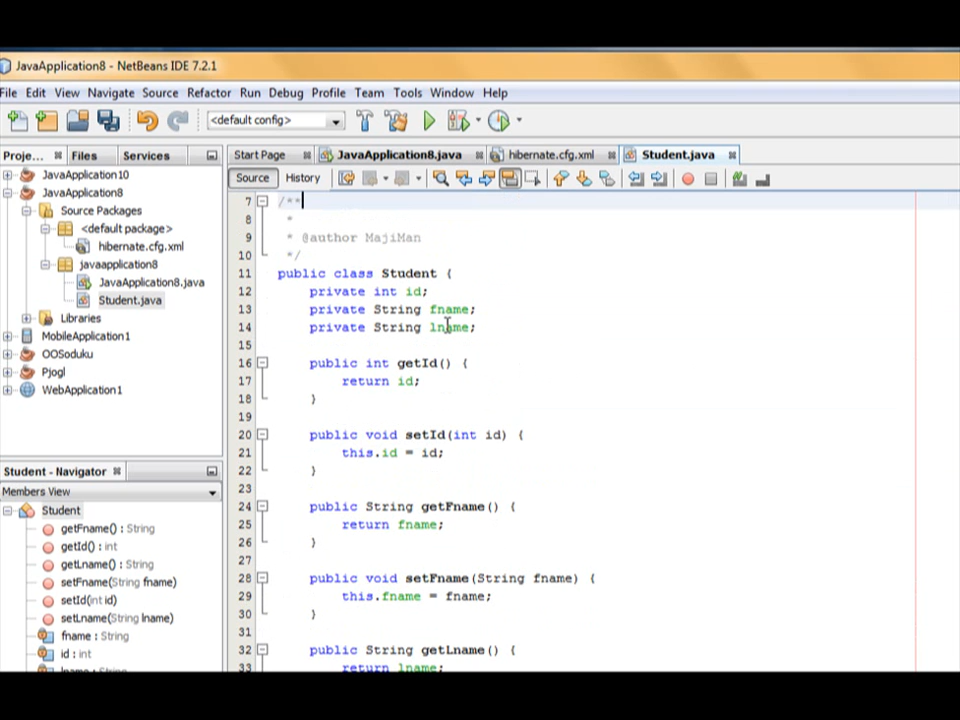 JavaApplication8 - NetBeans IDE 7.2.1
File Edit View Navigate Source Refactor Run Debug Profile Team Tools Window Help
<default config>
Proje... Files Services
Start Page JavaApplication8.java hibernate.cfg.xml Student.java
Source History
JavaApplication10
JavaApplication8
Source Packages
<default package>
hibernate.cfg.xml
javaapplication8
JavaApplication8.java
Student.java
Libraries
MobileApplication1
OOSoduku
Pjogl
WebApplication1
Student - Navigator
Members View
Student
getFname() : String
getId() : int
getLname() : String
setFname(String fname)
setId(int id)
setLname(String lname)
fname : String
id : int
7 /**
8 *
9 * @author MajiMan
10 */
11 public class Student {
12 private int id;
13 private String fname;
14 private String lname;
15
16 public int getId() {
17 return id;
18 }
19
20 public void setId(int id) {
21 this.id = id;
22 }
23
24 public String getFname() {
25 return fname;
26 }
27
28 public void setFname(String fname) {
29 this.fname = fname;
30 }
31
32 public String getLname() {
33 return lname;